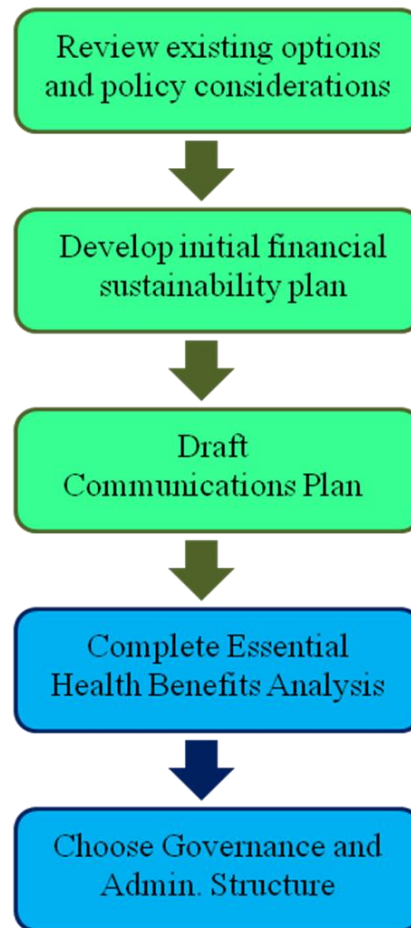 Review existing options
and policy considerations
Develop initial financial
sustainability plan
Draft
Communications Plan
Complete Essential
Health Benefits Analysis
Choose Governance and
Admin. Structure